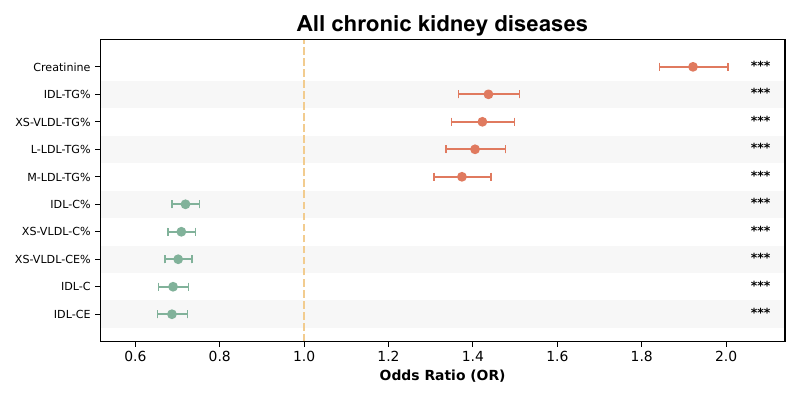 All chronic kidney diseases
Creatinine ***
IDL-TG% ***
XS-VLDL-TG% ***
L-LDL-TG% ***
M-LDL-TG% ***
IDL-C% ***
XS-VLDL-C% ***
XS-VLDL-CE% ***
IDL-C ***
IDL-CE ***
0.6 0.8 1.0 1.2 1.4 1.6 1.8 2.0
Odds Ratio (OR)